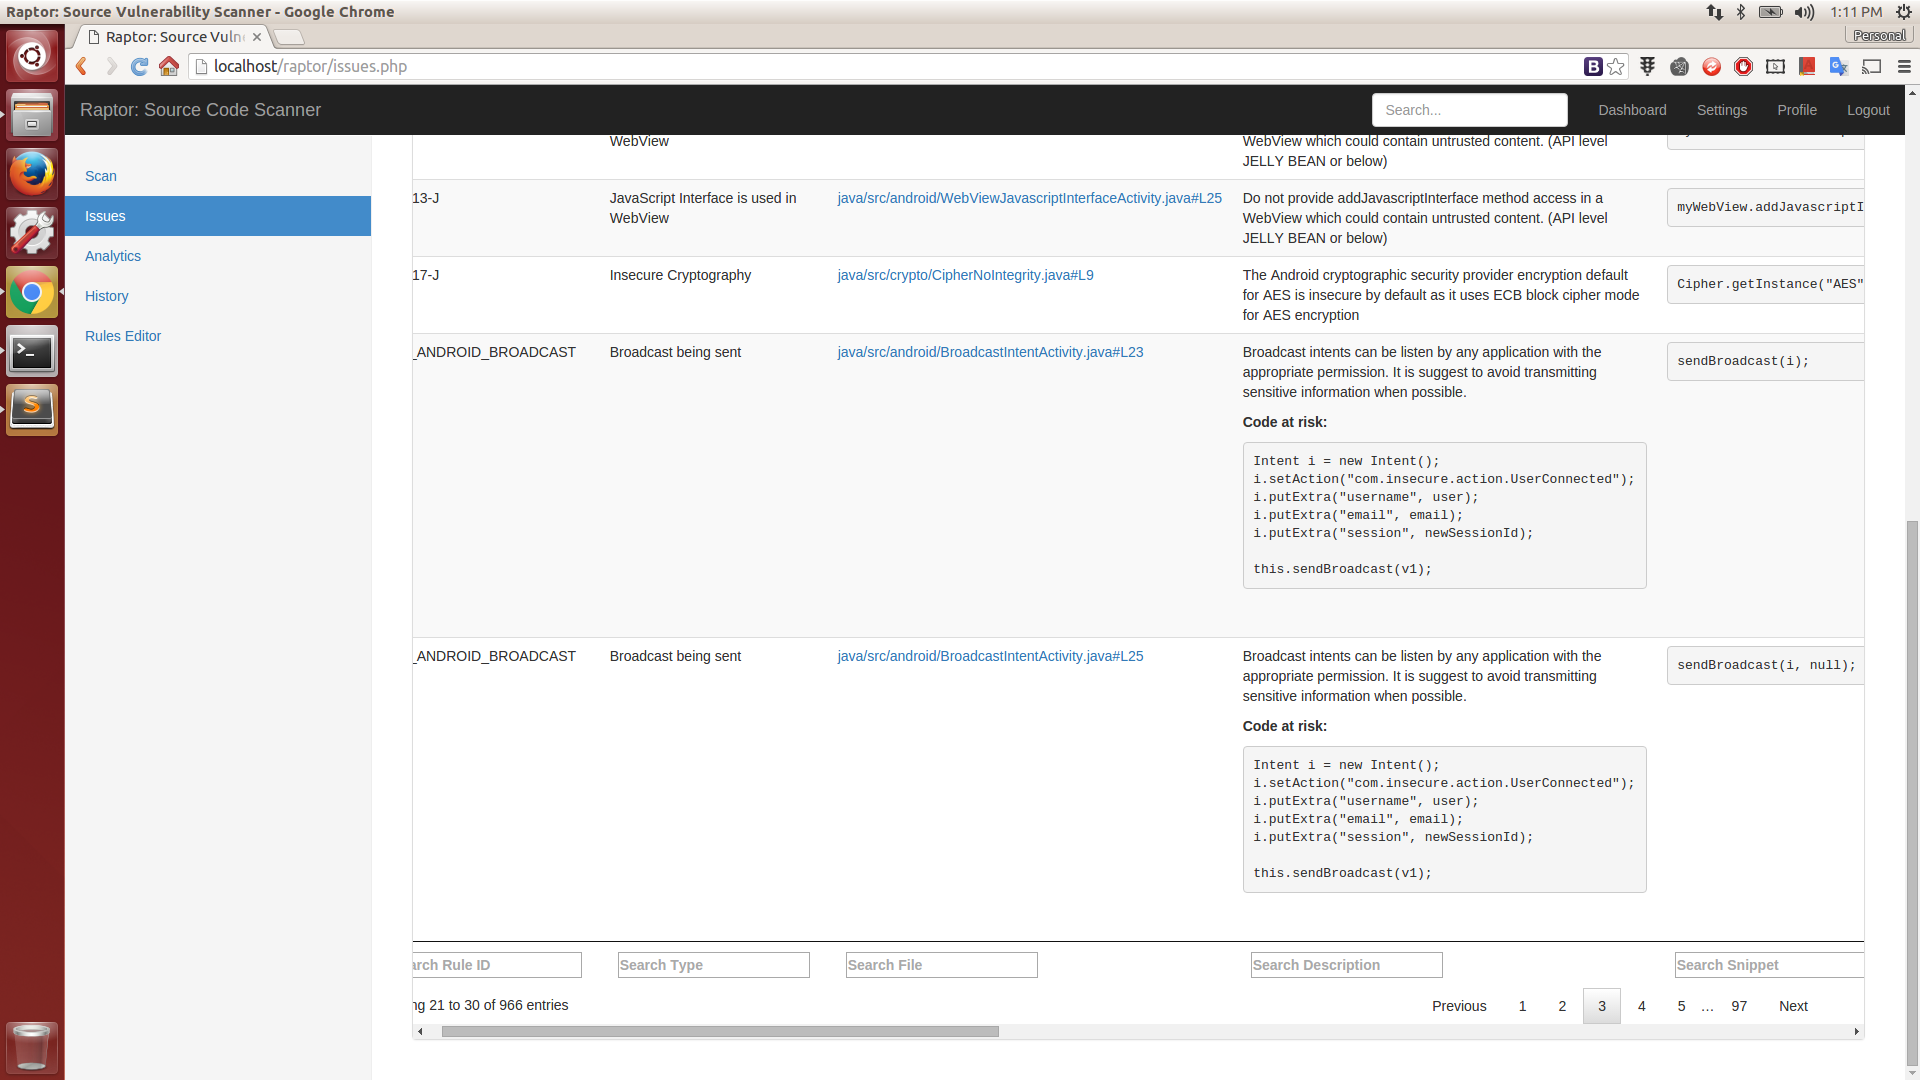 Raptor: Source Vulnerability Scanner - Google Chrome
1:11 PM
Raptor: Source Vuln
Personal
localhost/raptor/issues.php
Raptor: Source Code Scanner
Search...
Dashboard
Settings
Profile
Logout
Scan
Issues
Analytics
History
Rules Editor
WebView
WebView which could contain untrusted content. (API level
JELLY BEAN or below)
13-J
JavaScript Interface is used in
WebView
java/src/android/WebViewJavascriptInterfaceActivity.java#L25
Do not provide addJavascriptInterface method access in a
WebView which could contain untrusted content. (API level
JELLY BEAN or below)
myWebView.addJavascriptI
17-J
Insecure Cryptography
java/src/crypto/CipherNoIntegrity.java#L9
The Android cryptographic security provider encryption default
for AES is insecure by default as it uses ECB block cipher mode
for AES encryption
Cipher.getInstance("AES"
_ANDROID_BROADCAST
Broadcast being sent
java/src/android/BroadcastIntentActivity.java#L23
Broadcast intents can be listen by any application with the
appropriate permission. It is suggest to avoid transmitting
sensitive information when possible.
Code at risk:
Intent i = new Intent();
i.setAction("com.insecure.action.UserConnected");
i.putExtra("username", user);
i.putExtra("email", email);
i.putExtra("session", newSessionId);
this.sendBroadcast(v1);
sendBroadcast(i);
_ANDROID_BROADCAST
Broadcast being sent
java/src/android/BroadcastIntentActivity.java#L25
Broadcast intents can be listen by any application with the
appropriate permission. It is suggest to avoid transmitting
sensitive information when possible.
Code at risk:
Intent i = new Intent();
i.setAction("com.insecure.action.UserConnected");
i.putExtra("username", user);
i.putExtra("email", email);
i.putExtra("session", newSessionId);
this.sendBroadcast(v1);
sendBroadcast(i, null);
arch Rule ID
Search Type
Search File
Search Description
Search Snippet
ng 21 to 30 of 966 entries
Previous 1 2 3 4 5 … 97 Next